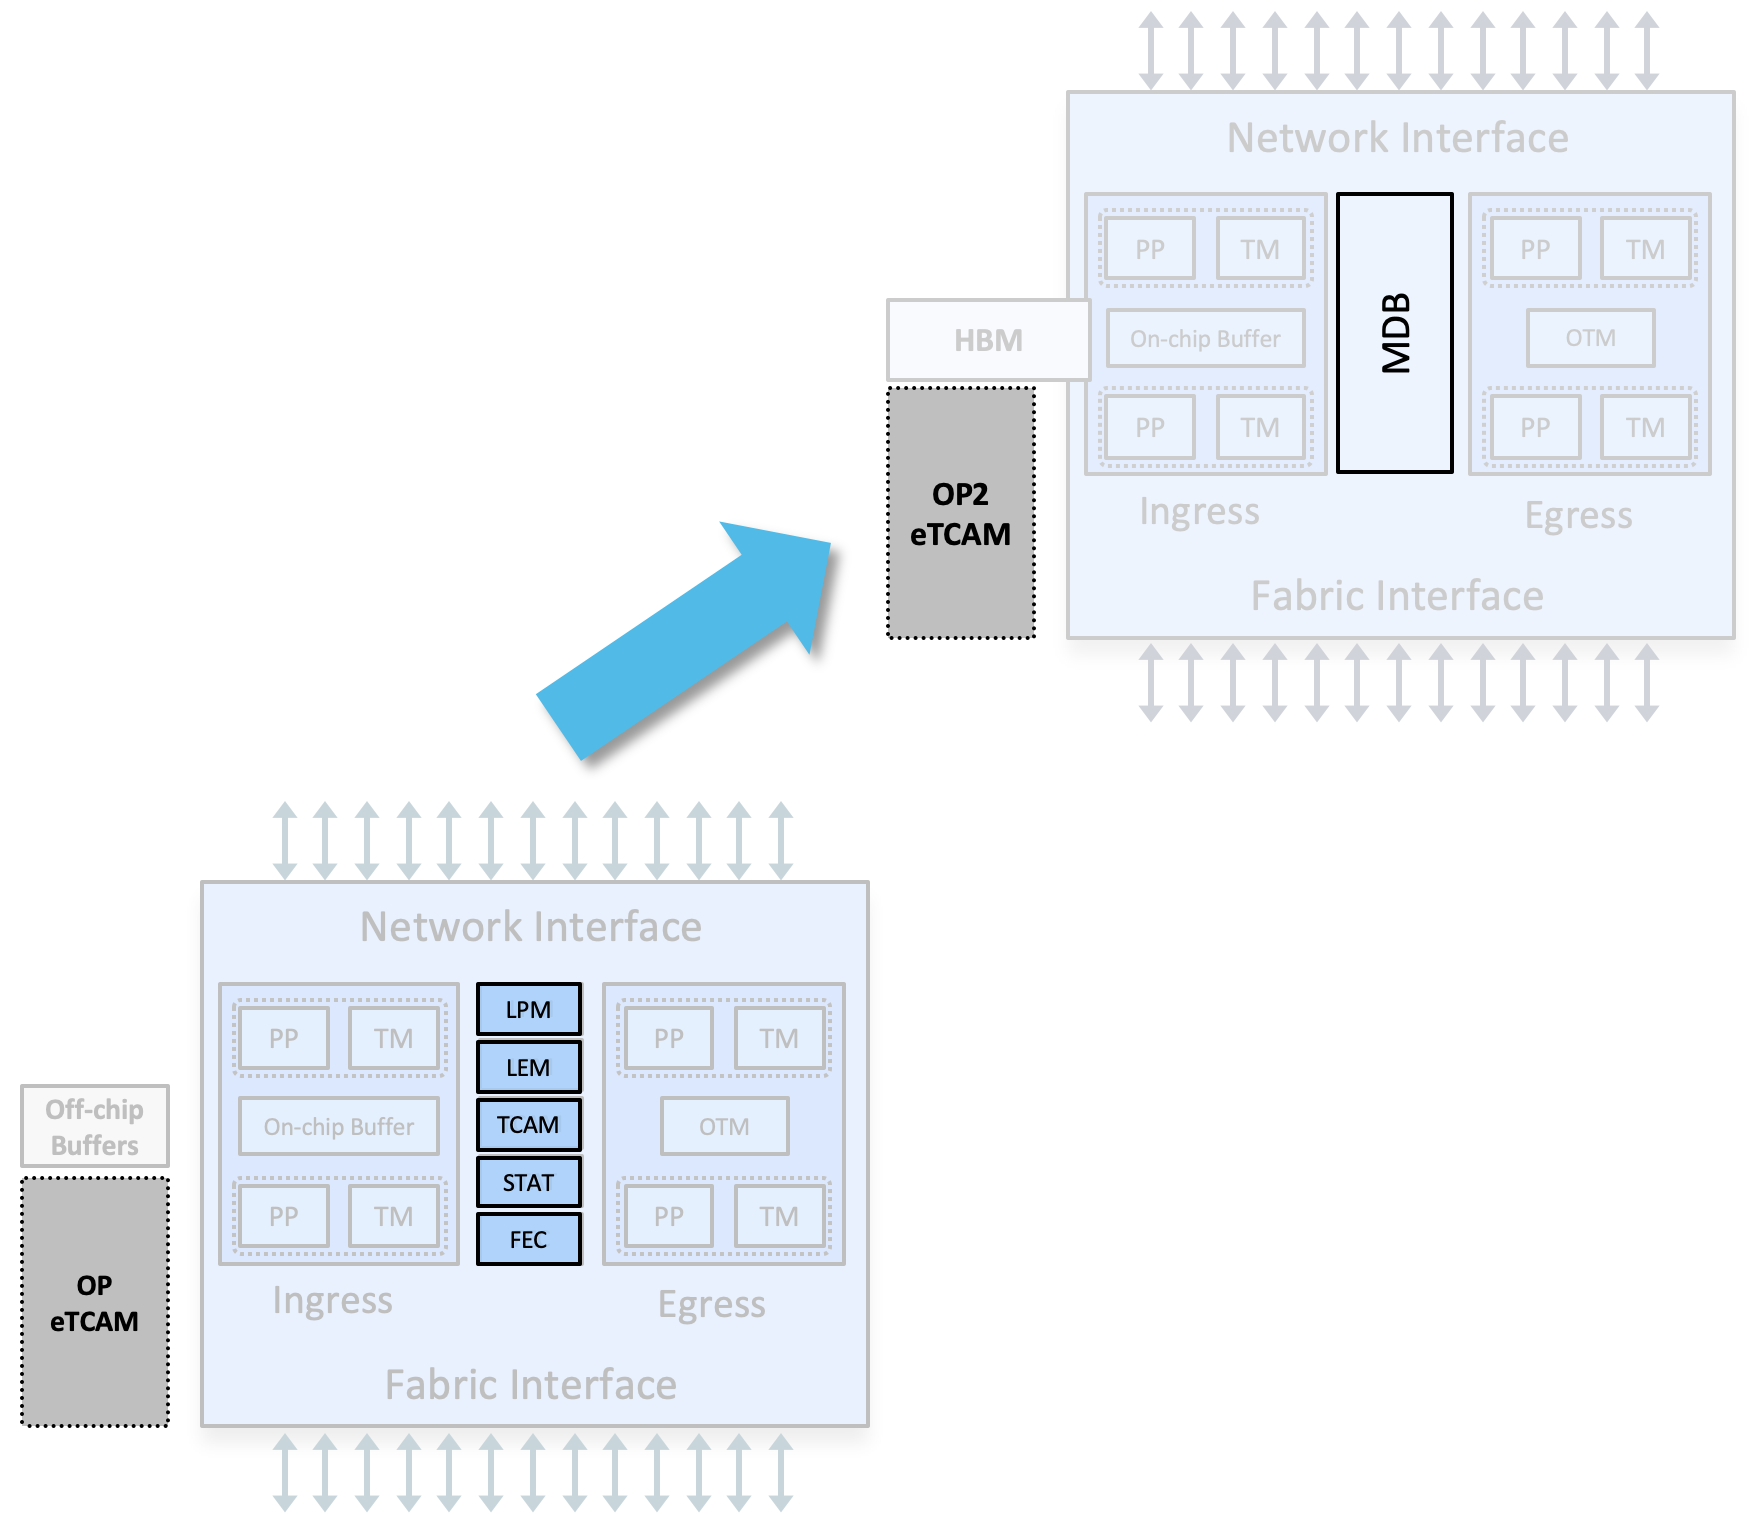 Network Interface
PP
TM
PP
TM
HBM
On-chip Buffer
MDB
OTM
PP
TM
PP
TM
OP2
eTCAM
Ingress
Egress
Fabric Interface
Network Interface
PP
TM
LPM
PP
TM
LEM
Off-chip
Buffers
On-chip Buffer
TCAM
OTM
STAT
PP
TM
PP
TM
FEC
OP
eTCAM
Ingress
Egress
Fabric Interface